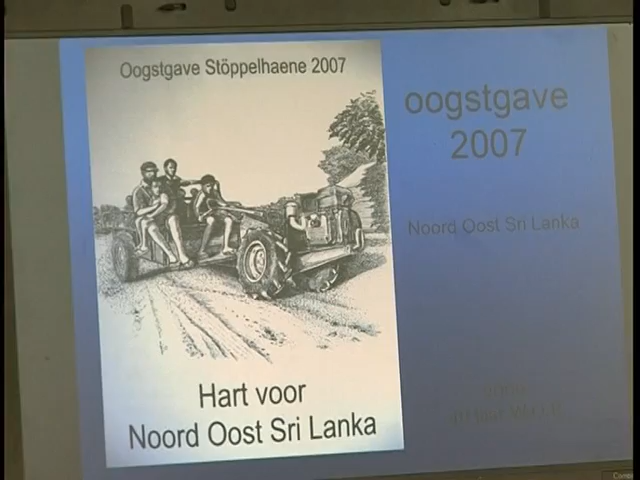 Oogstgave Stöppelhaene 2007
Hart voor
Noord Oost Sri Lanka
oogstgave
2007
Noord Oost Sri Lanka